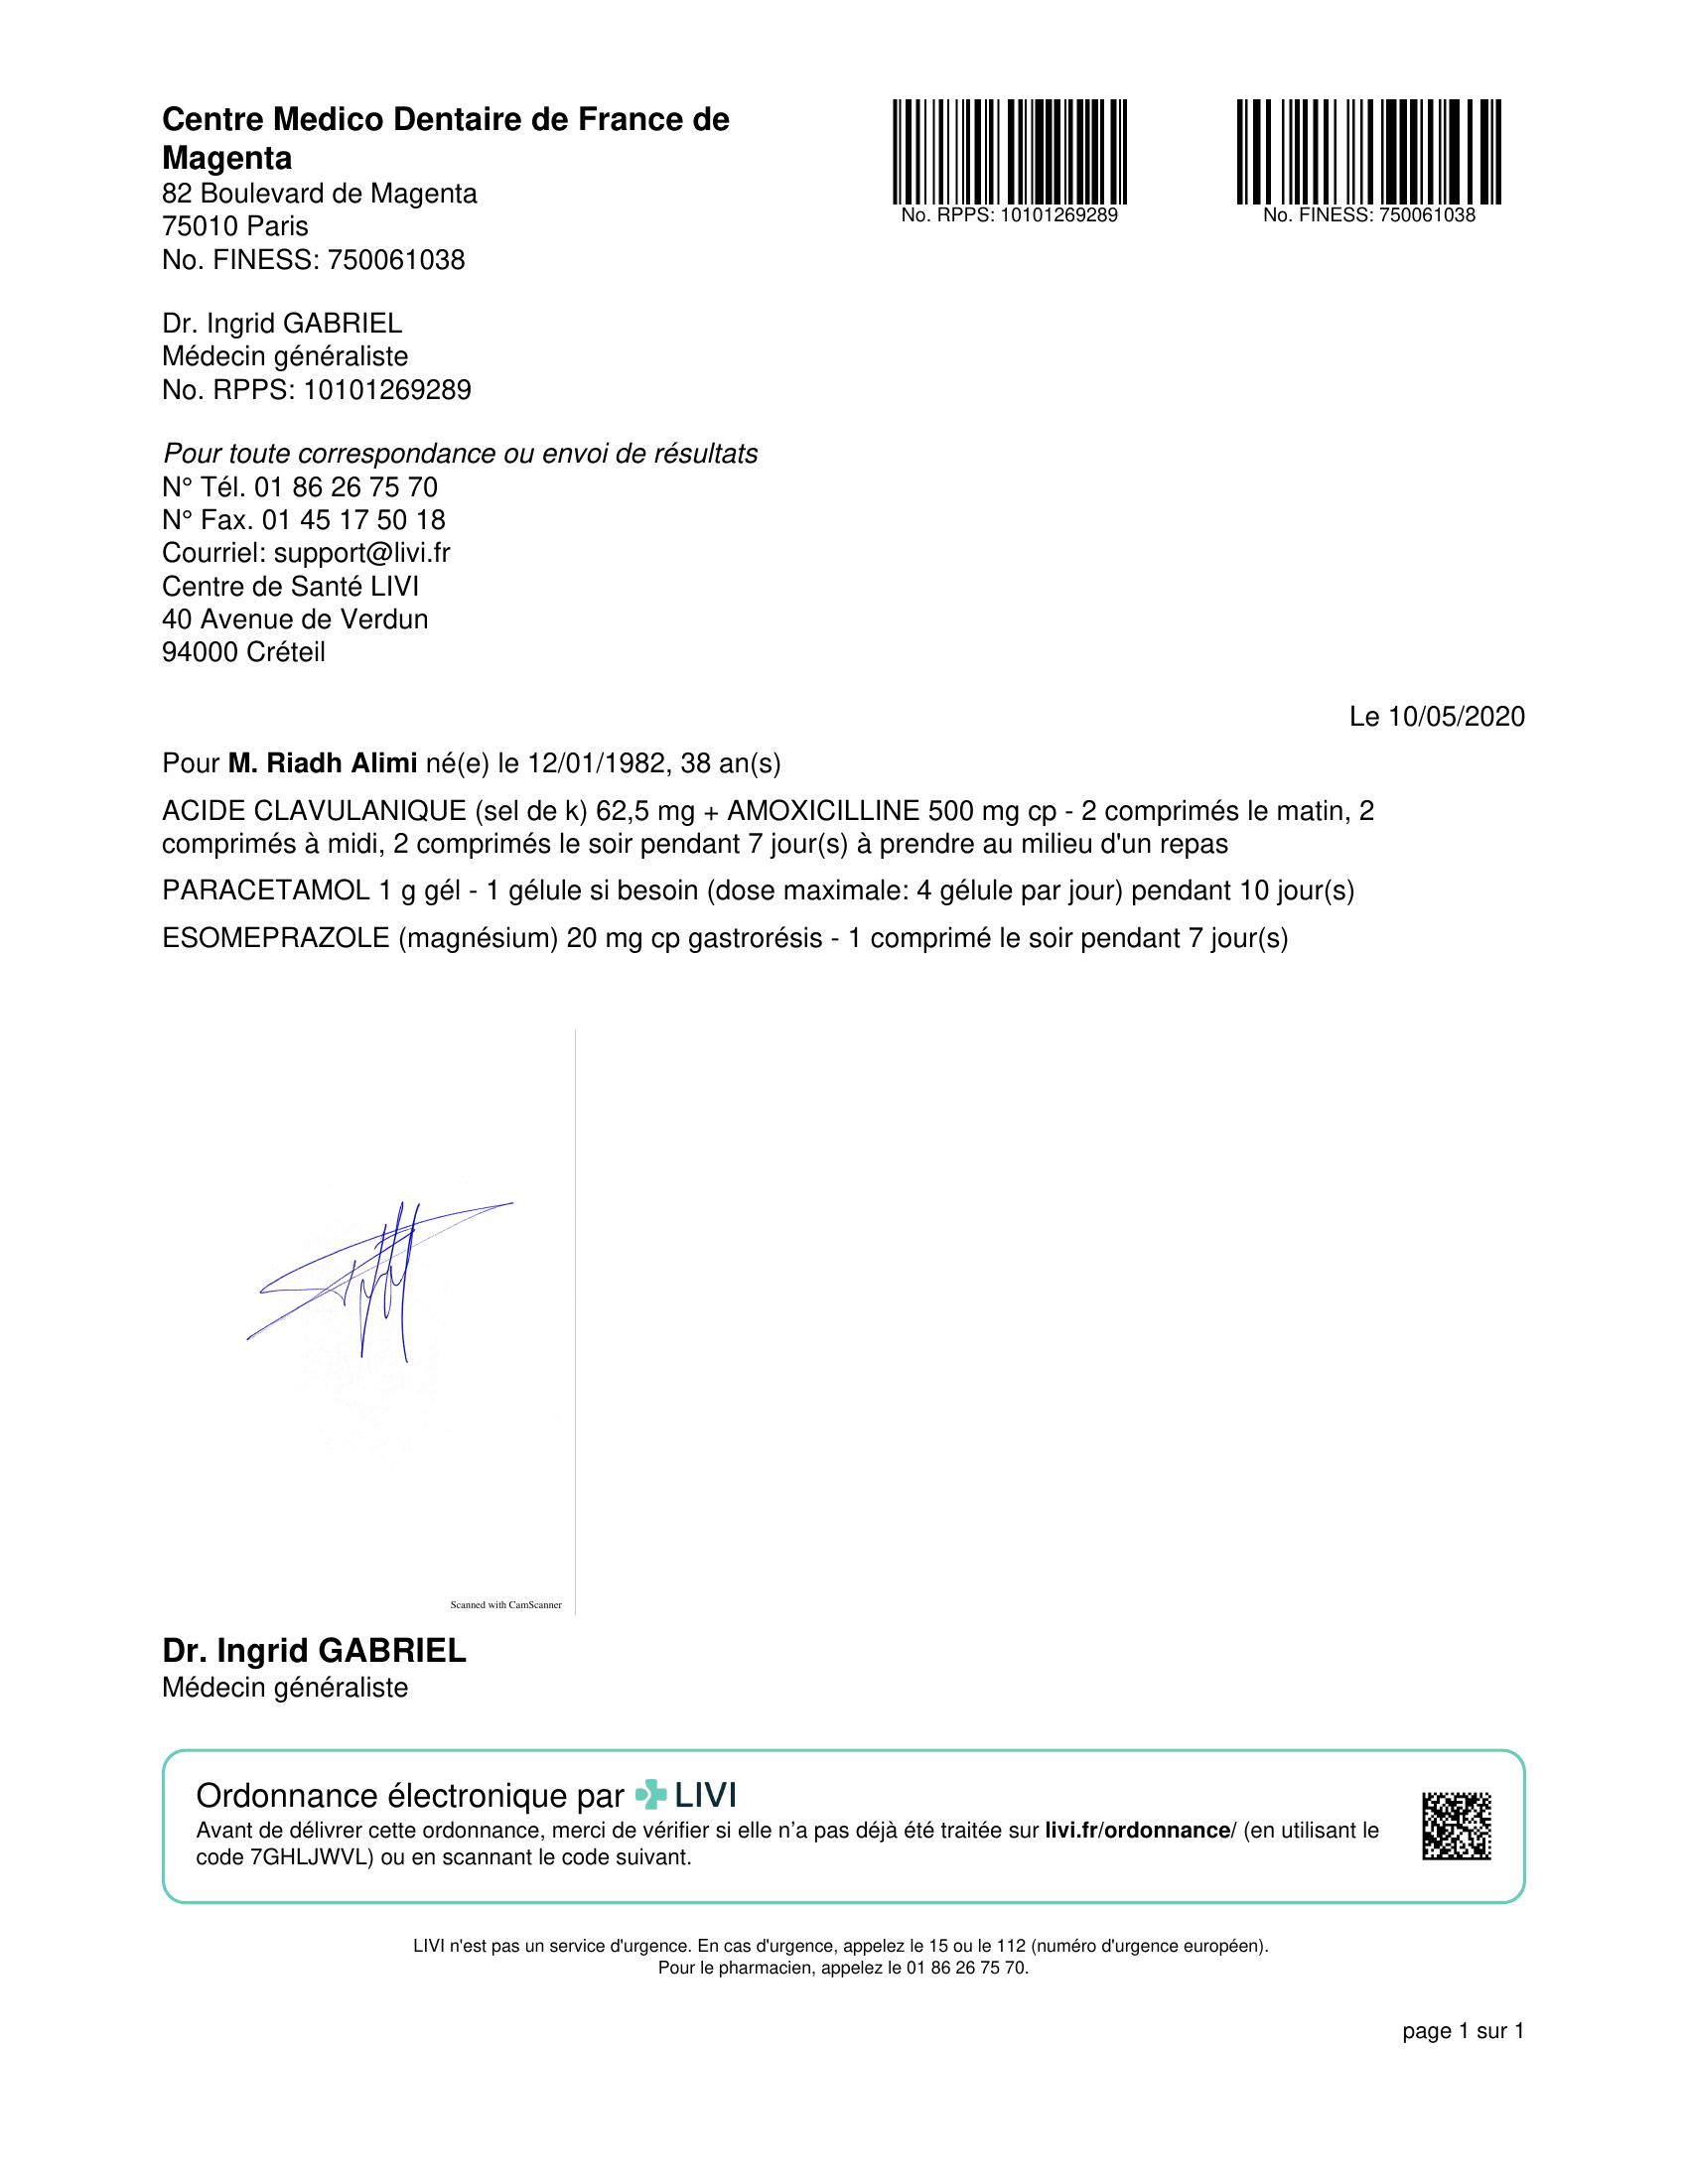 Centre Medico Dentaire de France de
Magenta
82 Boulevard de Magenta
75010 Paris
No. FINESS: 750061038
No. RPPS: 10101269289
No. FINESS: 750061038
Dr. Ingrid GABRIEL
Médecin généraliste
No. RPPS: 10101269289
Pour toute correspondance ou envoi de résultats
N° Tél. 01 86 26 75 70
N° Fax. 01 45 17 50 18
Courriel: support@livi.fr
Centre de Santé LIVI
40 Avenue de Verdun
94000 Créteil
Le 10/05/2020
Pour M. Riadh Alimi né(e) le 12/01/1982, 38 an(s)
ACIDE CLAVULANIQUE (sel de k) 62,5 mg + AMOXICILLINE 500 mg cp - 2 comprimés le matin, 2
comprimés à midi, 2 comprimés le soir pendant 7 jour(s) à prendre au milieu d'un repas
PARACETAMOL 1 g gél - 1 gélule si besoin (dose maximale: 4 gélule par jour) pendant 10 jour(s)
ESOMEPRAZOLE (magnésium) 20 mg cp gastrorésis - 1 comprimé le soir pendant 7 jour(s)
Scanned with CamScanner
Dr. Ingrid GABRIEL
Médecin généraliste
Ordonnance électronique par LIVI
Avant de délivrer cette ordonnance, merci de vérifier si elle n’a pas déjà été traitée sur livi.fr/ordonnance/ (en utilisant le
code 7GHLJWVL) ou en scannant le code suivant.
LIVI n'est pas un service d'urgence. En cas d'urgence, appelez le 15 ou le 112 (numéro d'urgence européen).
Pour le pharmacien, appelez le 01 86 26 75 70.
page 1 sur 1